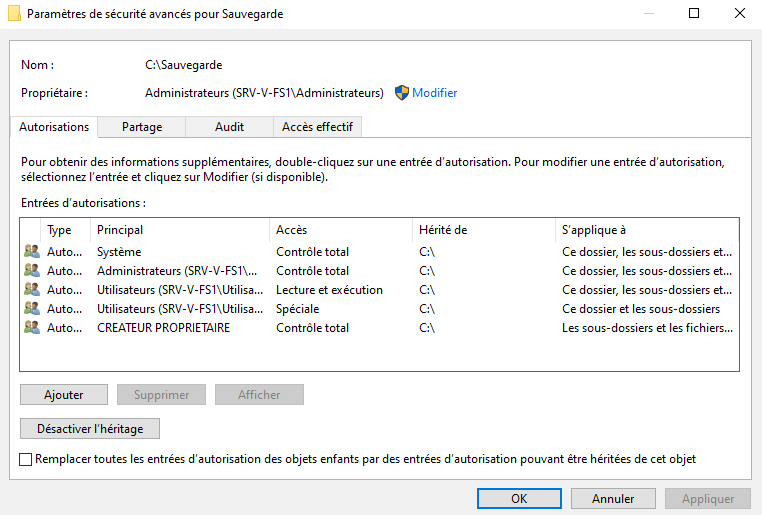 Paramètres de sécurité avancés pour Sauvegarde
Nom : C:\Sauvegarde
Propriétaire : Administrateurs (SRV-V-FS1\Administrateurs) Modifier
Autorisations Partage Audit Accès effectif
Pour obtenir des informations supplémentaires, double-cliquez sur une entrée d'autorisation. Pour modifier une entrée d'autorisation,
sélectionnez l'entrée et cliquez sur Modifier (si disponible).
Entrées d'autorisations :
Type Principal Accès Hérité de S'applique à
Auto... Système Contrôle total C:\ Ce dossier, les sous-dossiers et...
Auto... Administrateurs (SRV-V-FS1\... Contrôle total C:\ Ce dossier, les sous-dossiers et...
Auto... Utilisateurs (SRV-V-FS1\Utilisa... Lecture et exécution C:\ Ce dossier, les sous-dossiers et...
Auto... Utilisateurs (SRV-V-FS1\Utilisa... Spéciale C:\ Ce dossier et les sous-dossiers
Auto... CREATEUR PROPRIETAIRE Contrôle total C:\ Les sous-dossiers et les fichiers...
Ajouter Supprimer Afficher
Désactiver l'héritage
Remplacer toutes les entrées d'autorisation des objets enfants par des entrées d'autorisation pouvant être héritées de cet objet
OK Annuler Appliquer